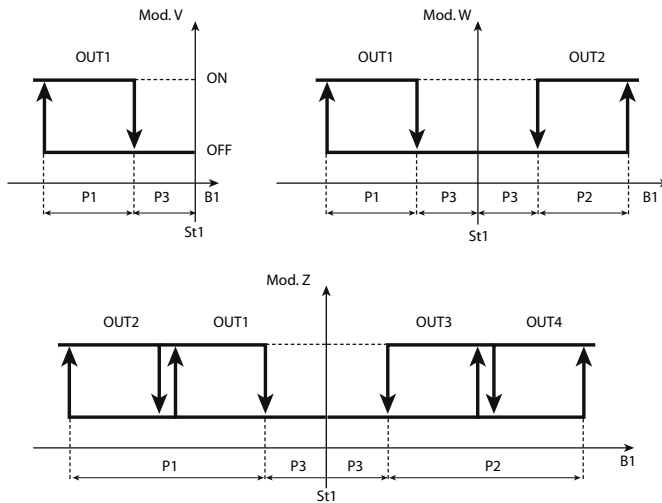 Mod. V
OUT1
ON
OFF
P1 P3 B1
St1
Mod. W
OUT1 OUT2
P1 P3 P3 P2 B1
St1
Mod. Z
OUT2 OUT1 OUT3 OUT4
B1
P1 P3 P3 P2
St1